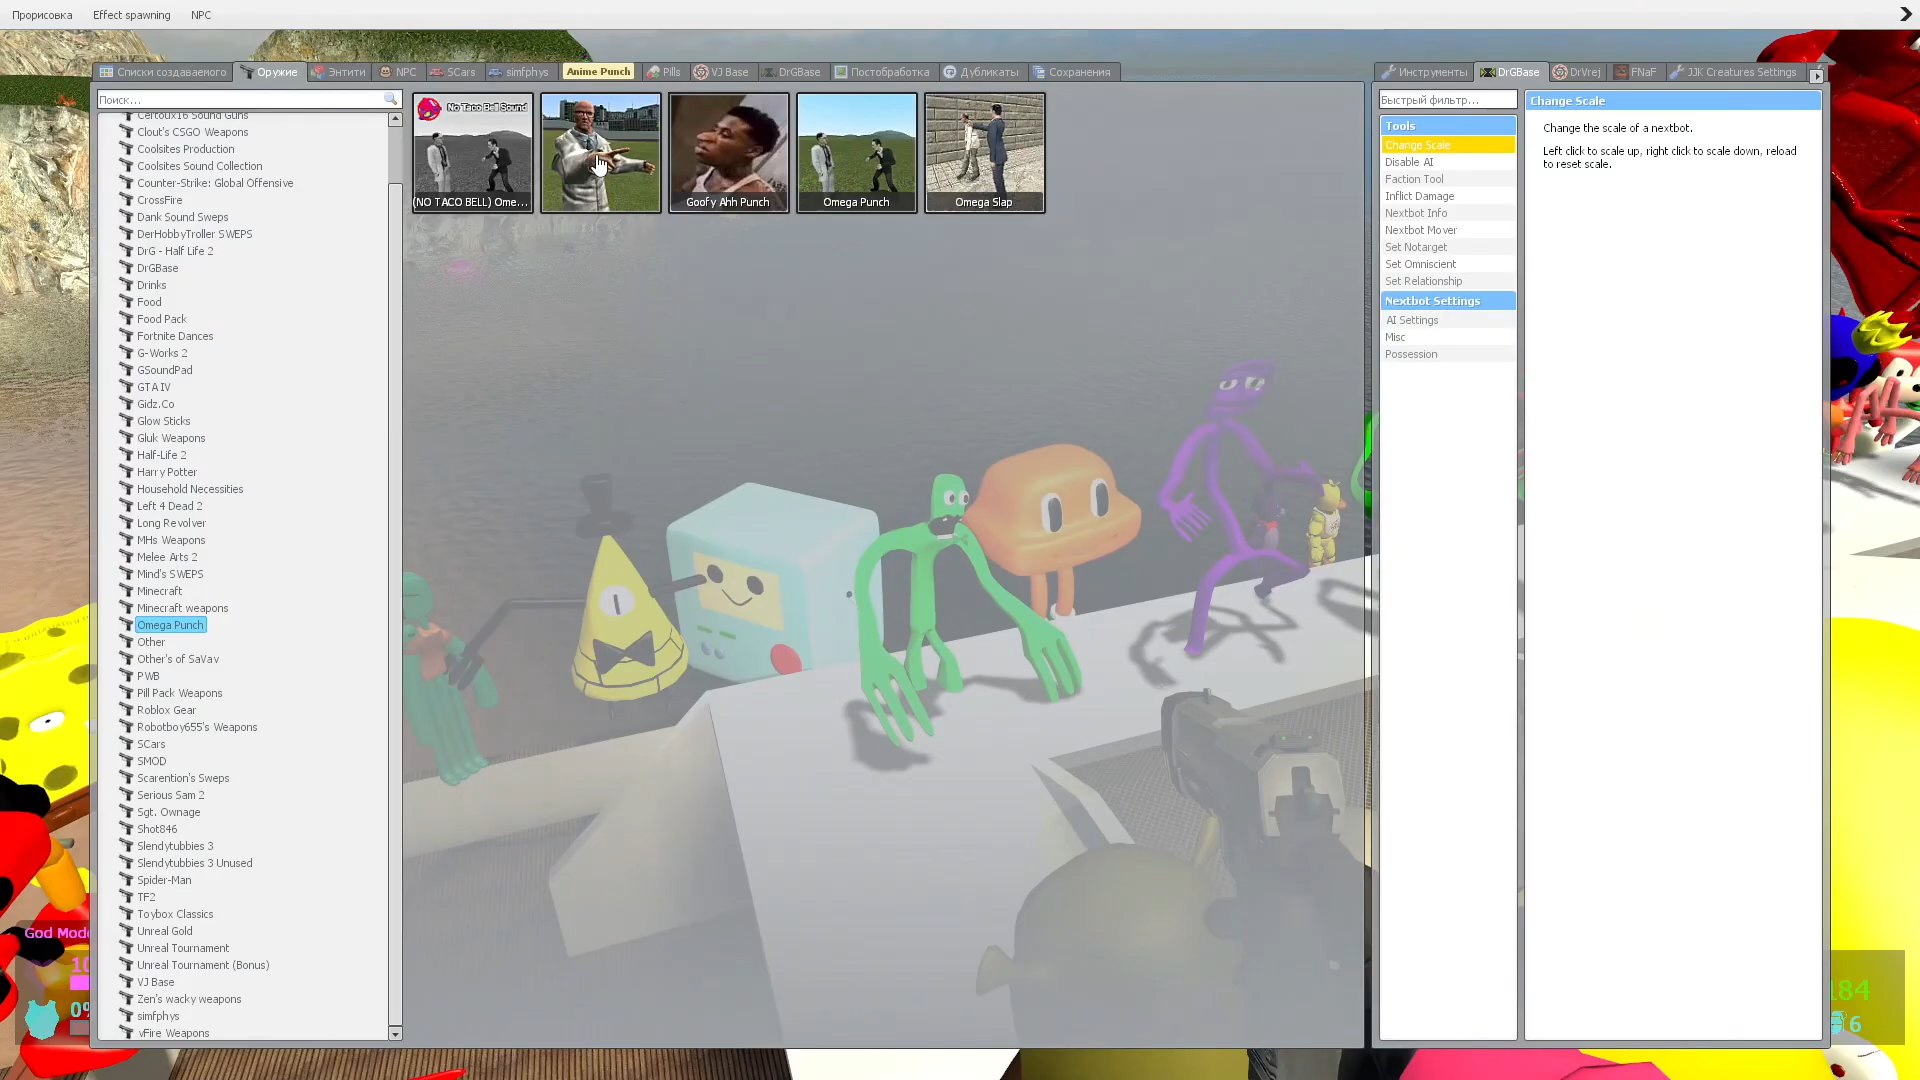 Прорисовка Effect spawning NPC
Списки создаваемого Оружие Энтити NPC SCars simfphys Anime Punch Pills VJ Base DrGBase Постобработка Дубликаты Сохранения
Инструменты DrGBase DrVrej FNaF JJK Creatures Settings
Поиск...
Certoux16 Sound Guns
Clout's CSGO Weapons
Coolsites Production
Coolsites Sound Collection
Counter-Strike: Global Offensive
CrossFire
Dank Sound Sweps
DerHobbyTroller SWEPS
DrG - Half Life 2
DrGBase
Drinks
Food
Food Pack
Fortnite Dances
G-Works 2
GSoundPad
GTA IV
Gidz.Co
Glow Sticks
Gluk Weapons
Half-Life 2
Harry Potter
Household Necessities
Left 4 Dead 2
Long Revolver
MHs Weapons
Melee Arts 2
Mind's SWEPS
Minecraft
Minecraft weapons
Omega Punch
Other
Other's of SaVav
PWB
Pill Pack Weapons
Roblox Gear
Robotboy655's Weapons
SCars
SMOD
Scarention's Sweps
Serious Sam 2
Sgt. Ownage
Shot846
Slendytubbies 3
Slendytubbies 3 Unused
Spider-Man
TF2
Toybox Classics
Unreal Gold
Unreal Tournament
Unreal Tournament (Bonus)
VJ Base
Zen's wacky weapons
simfphys
vFire Weapons
No Taco Bell Sound
(NO TACO BELL) Ome...
Goofy Ahh Punch
Omega Punch
Omega Slap
Быстрый фильтр...
Tools
Change Scale
Disable AI
Faction Tool
Inflict Damage
Nextbot Info
Nextbot Mover
Set Notarget
Set Omniscient
Set Relationship
Nextbot Settings
AI Settings
Misc
Possession
Change Scale
Change the scale of a nextbot.
Left click to scale up, right click to scale down, reload
to reset scale.
God Mode
10
0%
184
6